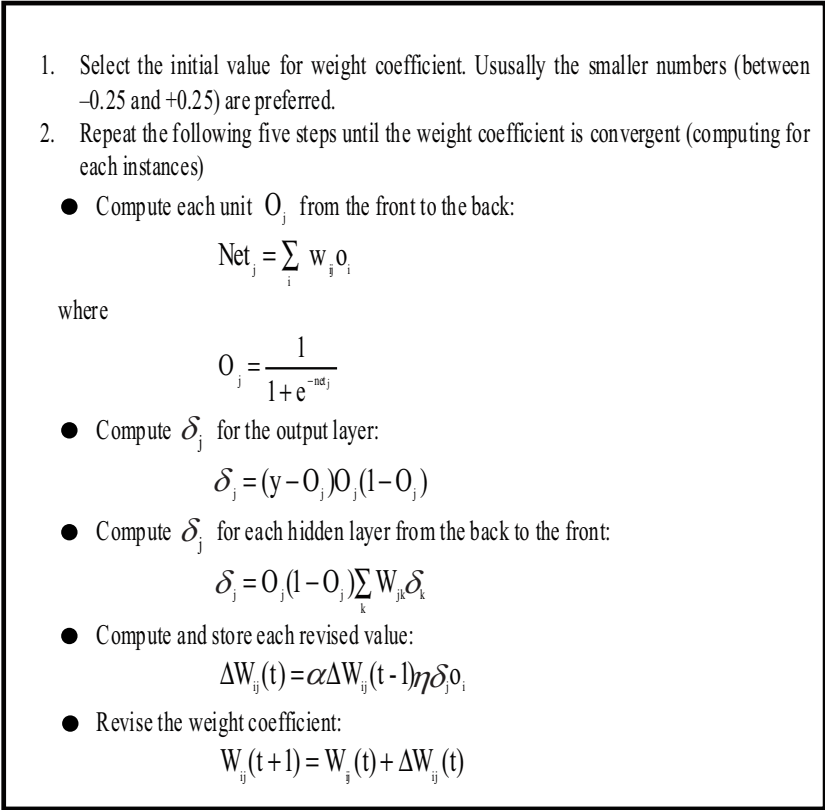 1. Select the initial value for weight coefficient. Ususally the smaller numbers (between
–0.25 and +0.25) are preferred.
2. Repeat the following five steps until the weight coefficient is convergent (computing for
each instances)
● Compute each unit O_j from the front to the back:
Net_j = ∑_i w_ij o_i
where
O_j = 1 / (1 + e^(–net_j))
● Compute δ_j for the output layer:
δ_j = (y – O_j)O_j(1 – O_j)
● Compute δ_j for each hidden layer from the back to the front:
δ_j = O_j(1 – O_j)∑_k W_jk δ_k
● Compute and store each revised value:
ΔW_ij(t) = αΔW_ij(t - 1)ηδ_j o_i
● Revise the weight coefficient:
W_ij(t + 1) = W_ij(t) + ΔW_ij(t)